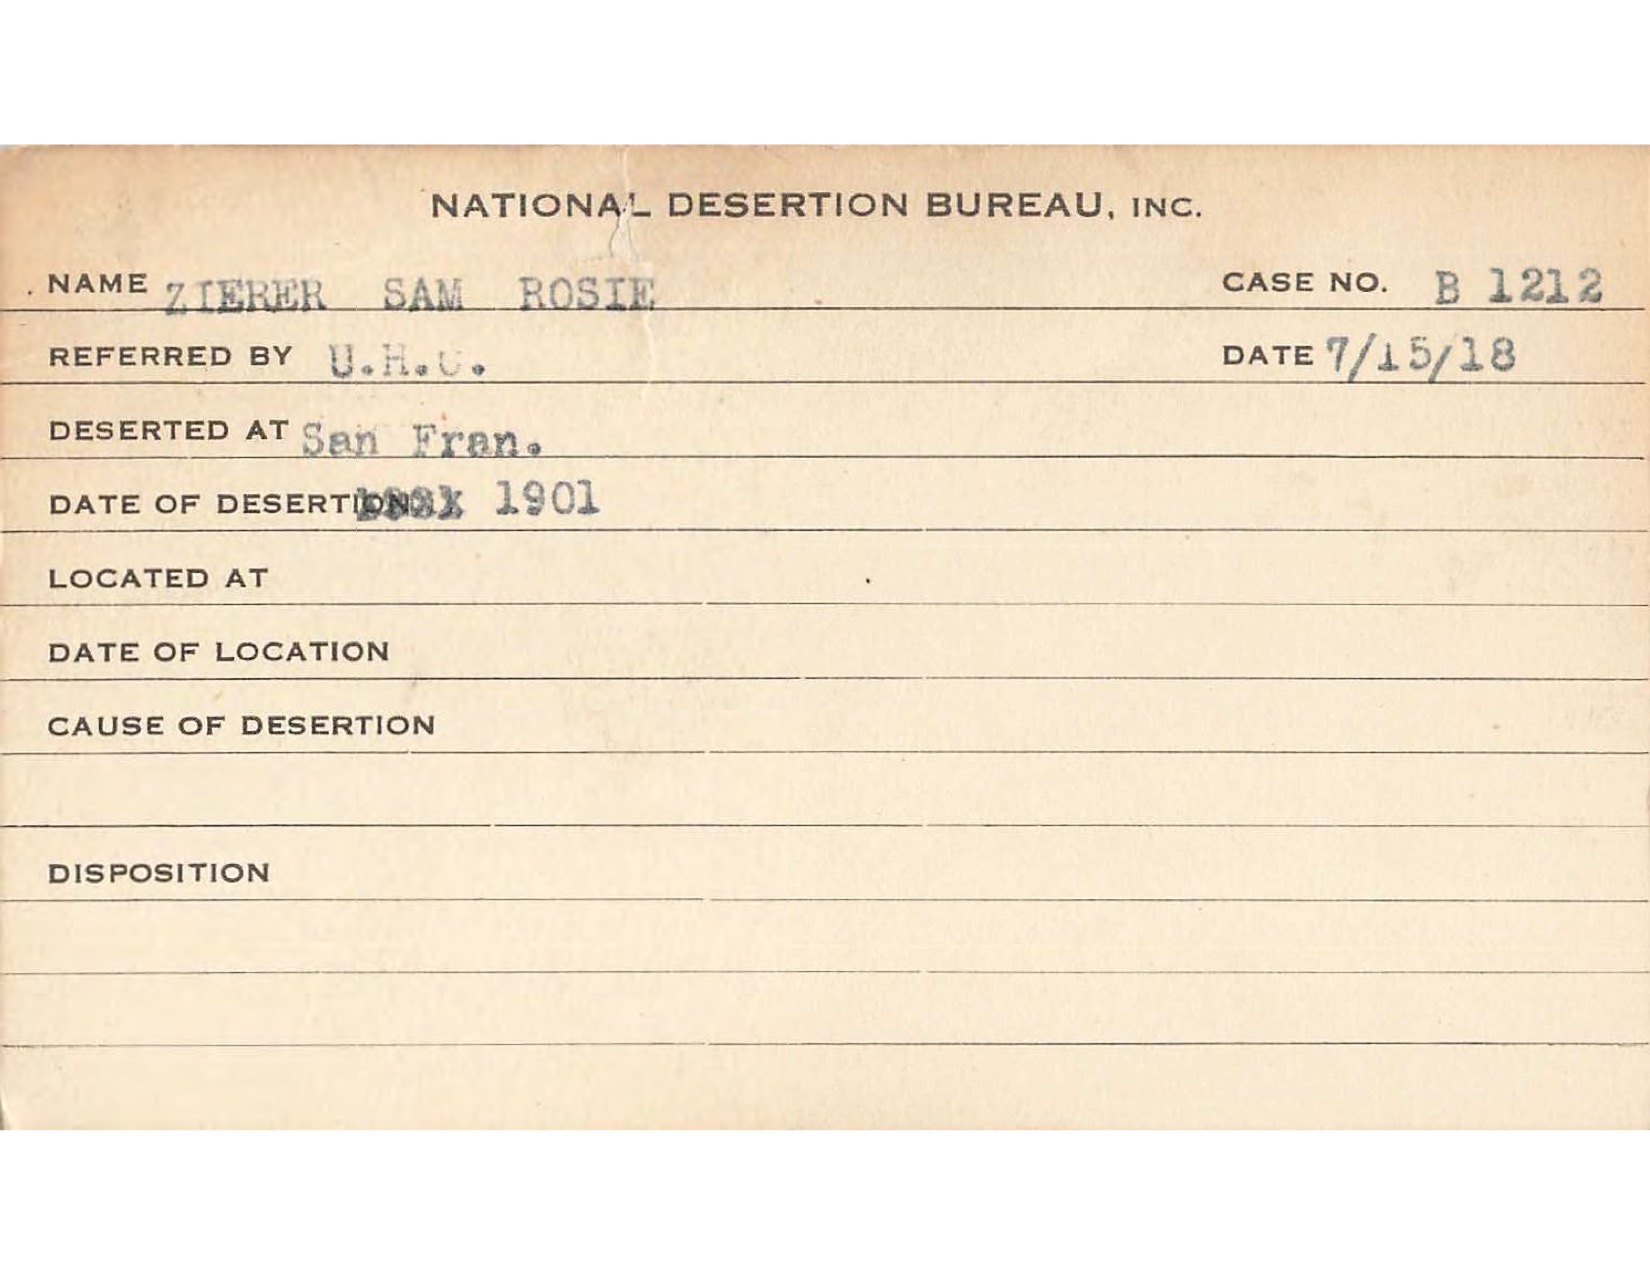 NATIONAL DESERTION BUREAU, INC.
NAME ZIERER SAM ROSIE CASE NO. B 1212
REFERRED BY U.H.C. DATE 7/15/18
DESERTED AT San Fran.
DATE OF DESERTION 1901
LOCATED AT
DATE OF LOCATION
CAUSE OF DESERTION
DISPOSITION